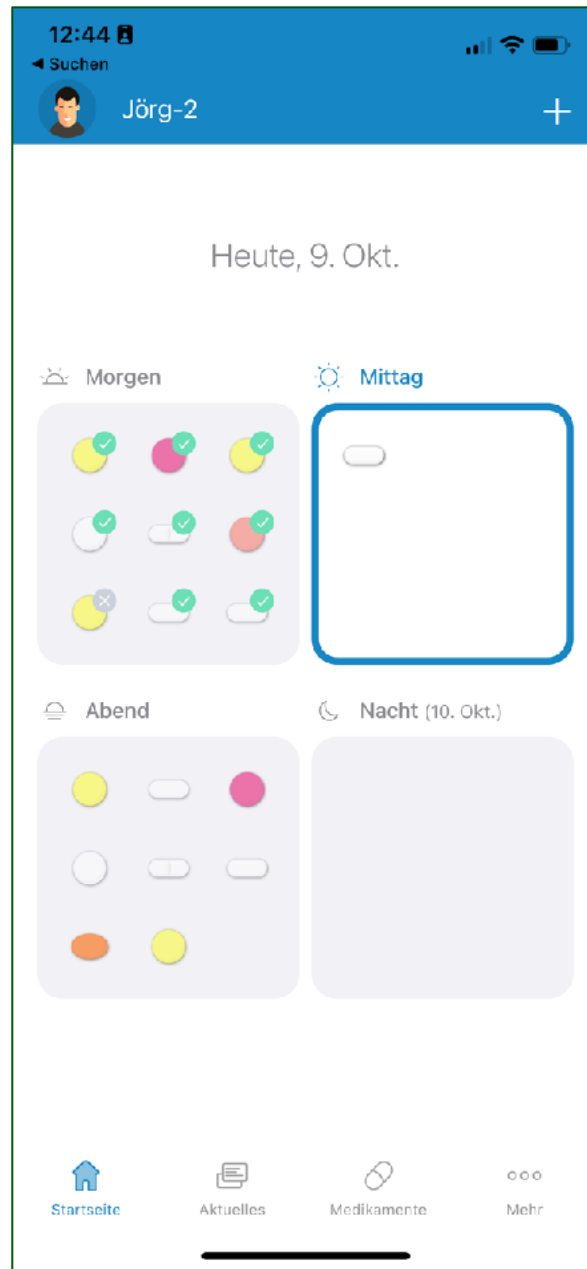 12:44
◀ Suchen
Jörg-2
Heute, 9. Okt.
Morgen
Mittag
Abend
Nacht (10. Okt.)
Startseite
Aktuelles
Medikamente
Mehr